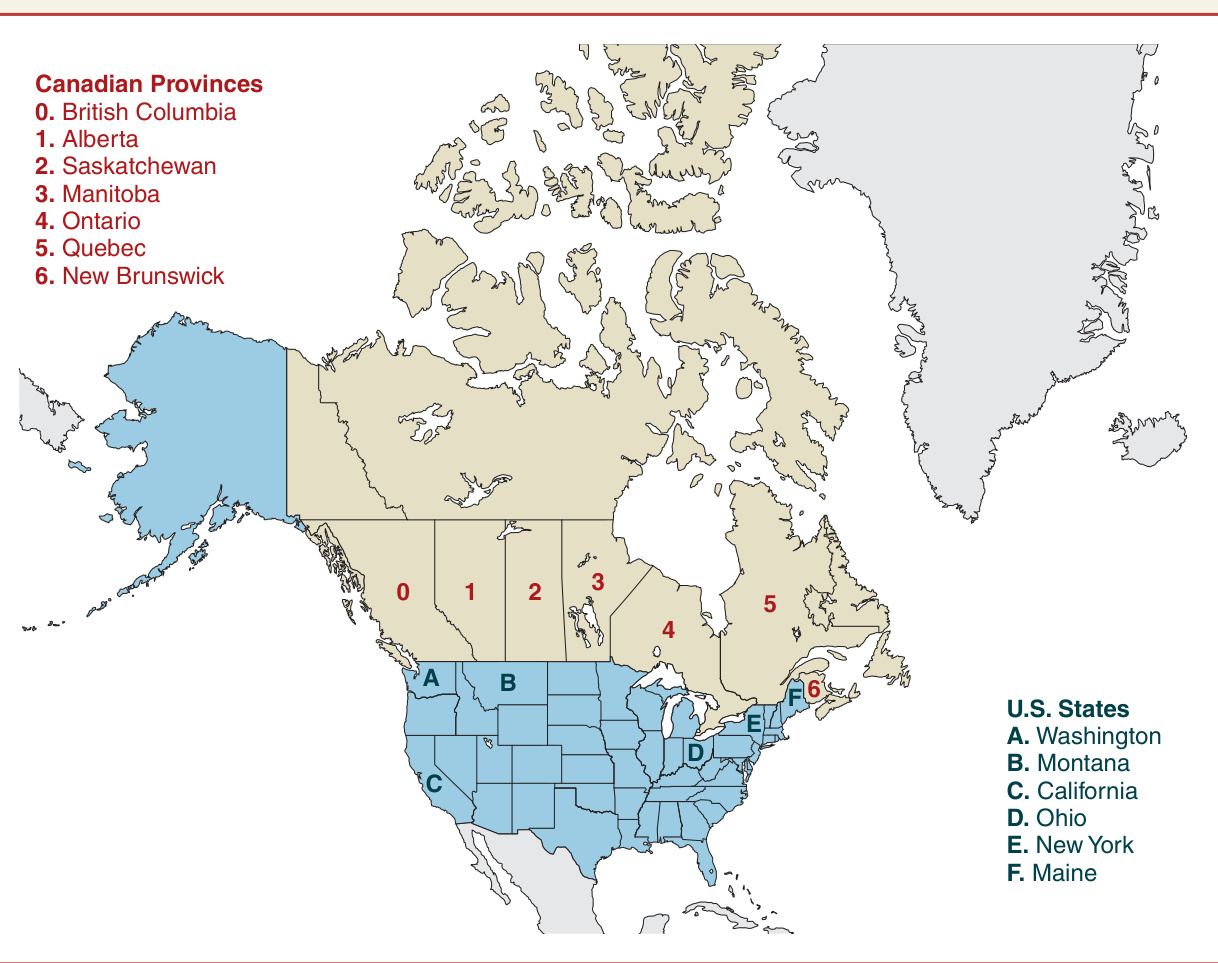 Canadian Provinces
0. British Columbia
1. Alberta
2. Saskatchewan
3. Manitoba
4. Ontario
5. Quebec
6. New Brunswick
3
0
1
2
5
4
A
B
F
6
E
D
C
U.S. States
A. Washington
B. Montana
C. California
D. Ohio
E. New York
F. Maine